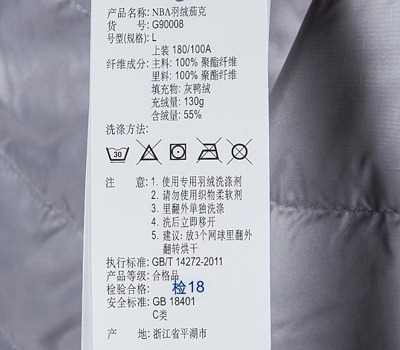 产品名称: NBA羽绒茄克
货 号: G90008
号型(规格): L
上装 180/100A
纤维成分: 主料: 100% 聚酯纤维
里料: 100% 聚酯纤维
填充物: 灰鸭绒
充绒量: 130g
含绒量: 55%
洗涤方法:
30
注 意: 1. 使用专用羽绒洗涤剂
2. 请勿使用织物柔软剂
3. 里翻外单独洗涤
4. 洗后立即移开
5. 建议: 放3个网球里翻外
翻转烘干
执行标准: GB/T 14272-2011
产品等级: 合格品
检验合格: 检18
安全标准: GB 18401
C类
产 地: 浙江省平湖市